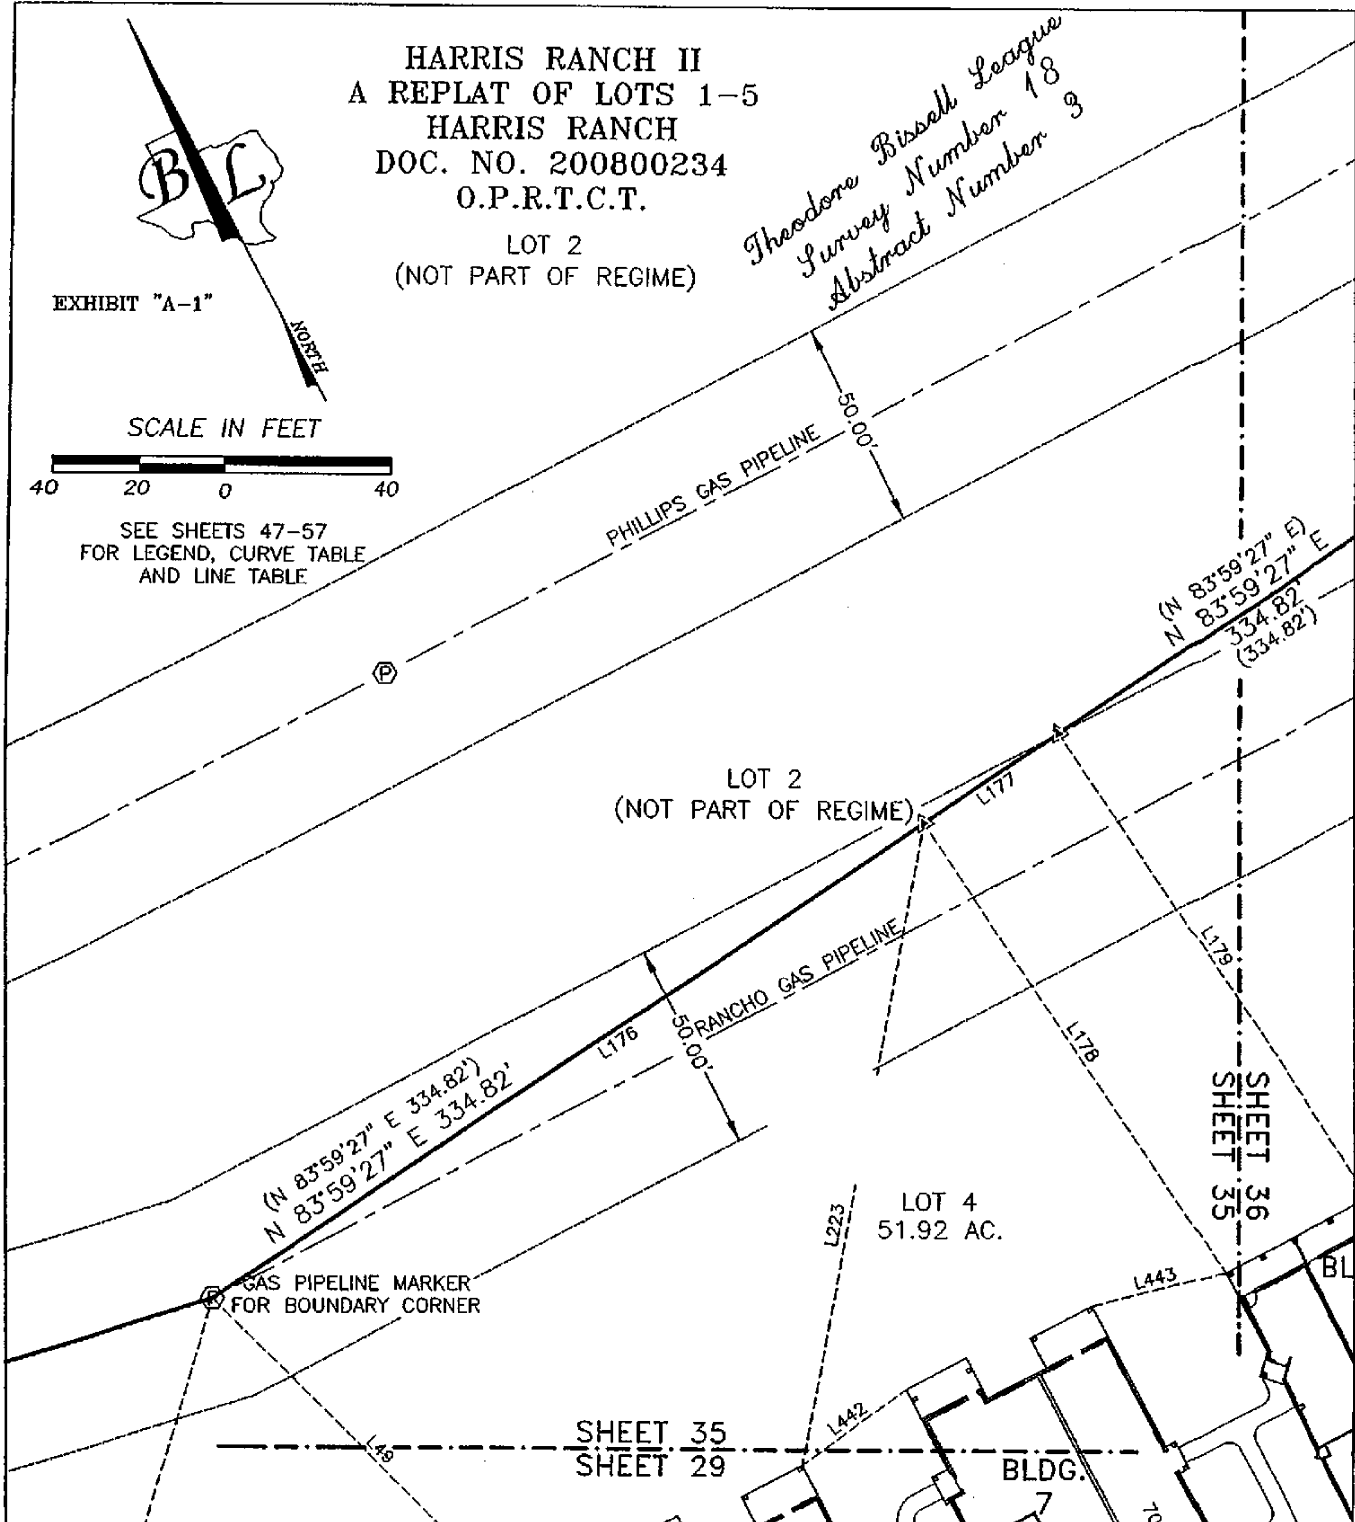 HARRIS RANCH II
A REPLAT OF LOTS 1-5
HARRIS RANCH
DOC. NO. 200800234
O.P.R.T.C.T.
LOT 2
(NOT PART OF REGIME)
Theodore Bissell League
Survey Number 18
Abstract Number 3
B L
EXHIBIT "A-1"
NORTH
SCALE IN FEET
40 20 0 40
SEE SHEETS 47-57
FOR LEGEND, CURVE TABLE
AND LINE TABLE
50.00'
PHILLIPS GAS PIPELINE
P
(N 83°59'27" E)
N 83°59'27" E
334.82'
(334.82')
LOT 2
(NOT PART OF REGIME)
L177
L179
L178
RANCHO GAS PIPELINE
L176
50.00'
(N 83°59'27" E 334.82')
N 83°59'27" E 334.82'
SHEET 36
SHEET 35
LOT 4
51.92 AC.
L223
GAS PIPELINE MARKER
FOR BOUNDARY CORNER
P
L443
BL
L442
L49
SHEET 35
SHEET 29
BLDG.
7
70